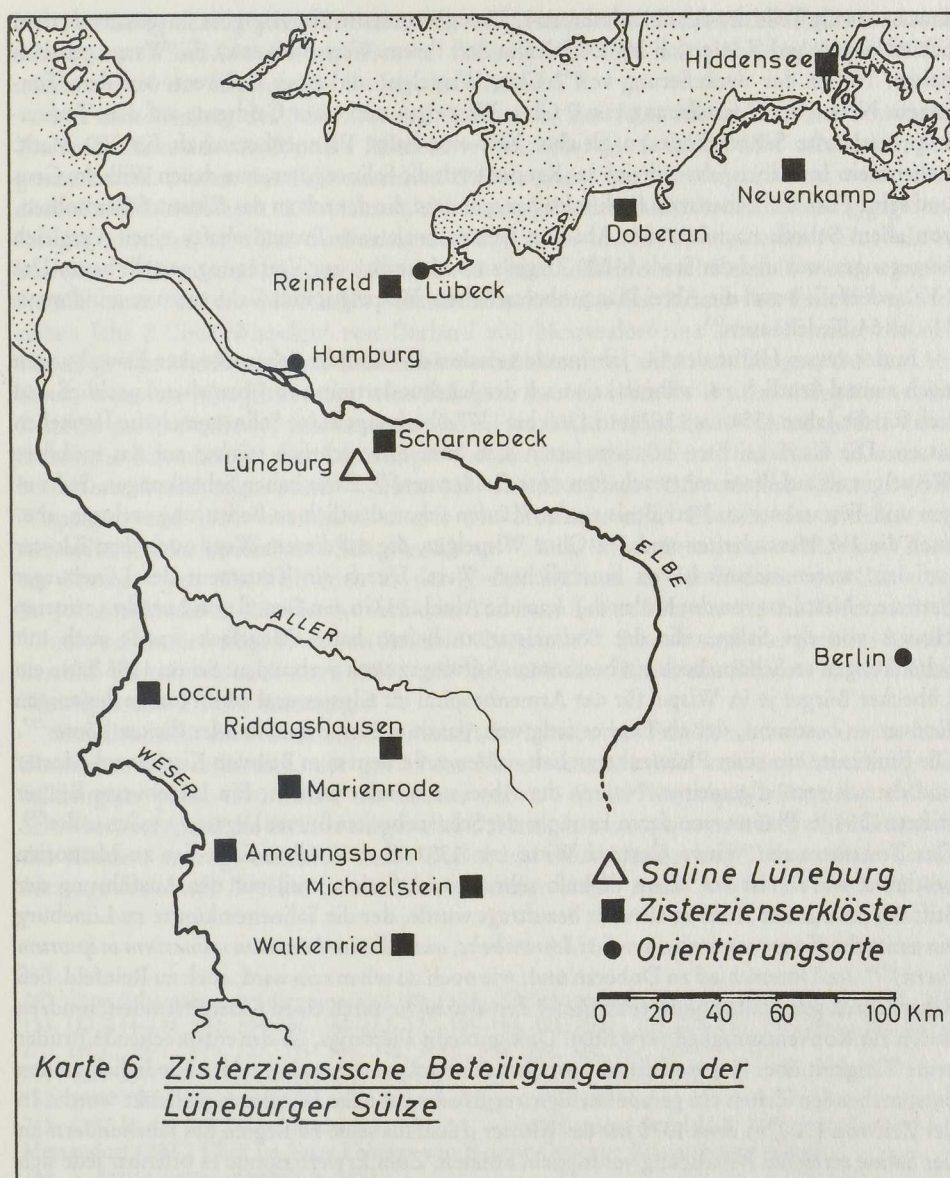 Hiddensee
Neuenkamp
Doberan
Reinfeld
Lübeck
Hamburg
Scharnebeck
Lüneburg
ELBE
ALLER
Berlin
Loccum
Riddagshausen
WESER
Marienrode
Amelungsborn
Michaelstein
Walkenried
Saline Lüneburg
Zisterzienserklöster
Orientierungsorte
0 20 40 60 100 Km
Karte 6 Zisterziensische Beteiligungen an der
Lüneburger Sülze